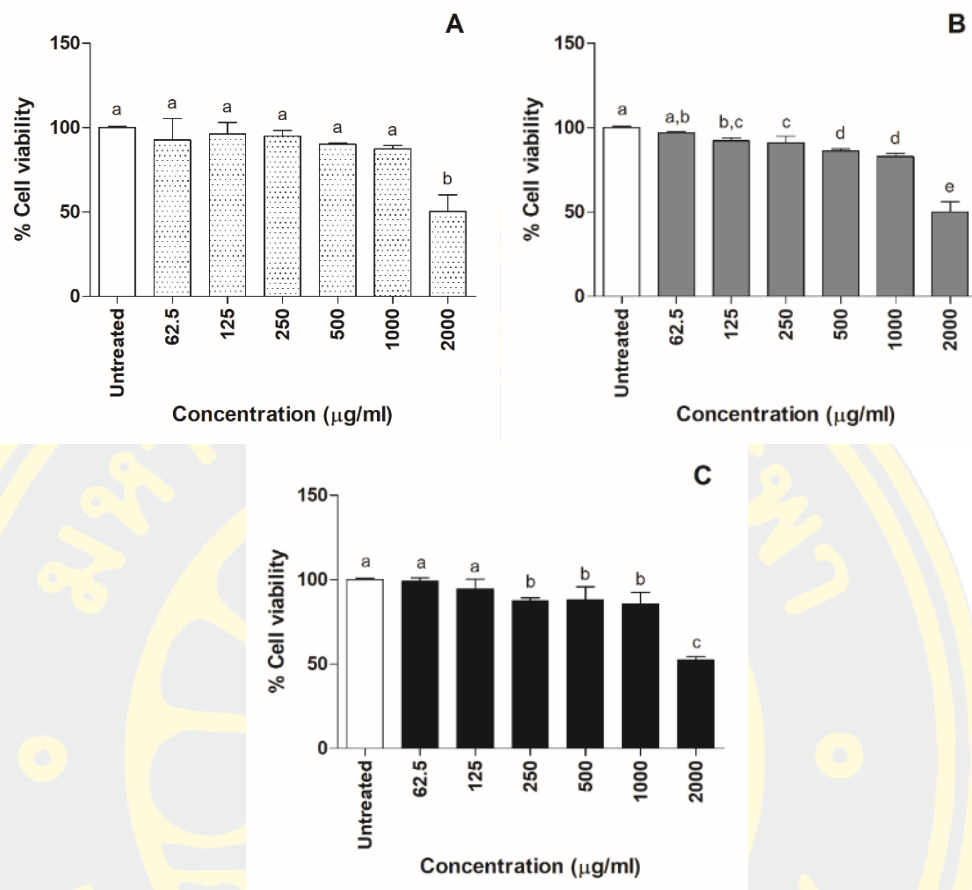 A
150
100
50
0
% Cell viability
a a a a a a b
Untreated 62.5 125 250 500 1000 2000
Concentration (μg/ml)
B
150
100
50
0
% Cell viability
a a,b b,c c d d e
Untreated 62.5 125 250 500 1000 2000
Concentration (μg/ml)
C
150
100
50
0
% Cell viability
a a a b b b c
Untreated 62.5 125 250 500 1000 2000
Concentration (μg/ml)